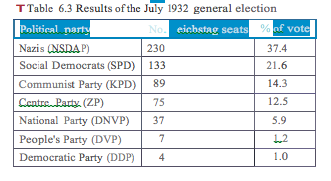 Table 6.3 Results of the July 1932 general election
Political party No. eichstag seats % of vote
Nazis (NSDAP) 230 37.4
Social Democrats (SPD) 133 21.6
Communist Party (KPD) 89 14.3
Centre Party (ZP) 75 12.5
National Party (DNVP) 37 5.9
People's Party (DVP) 7 1.2
Democratic Party (DDP) 4 1.0